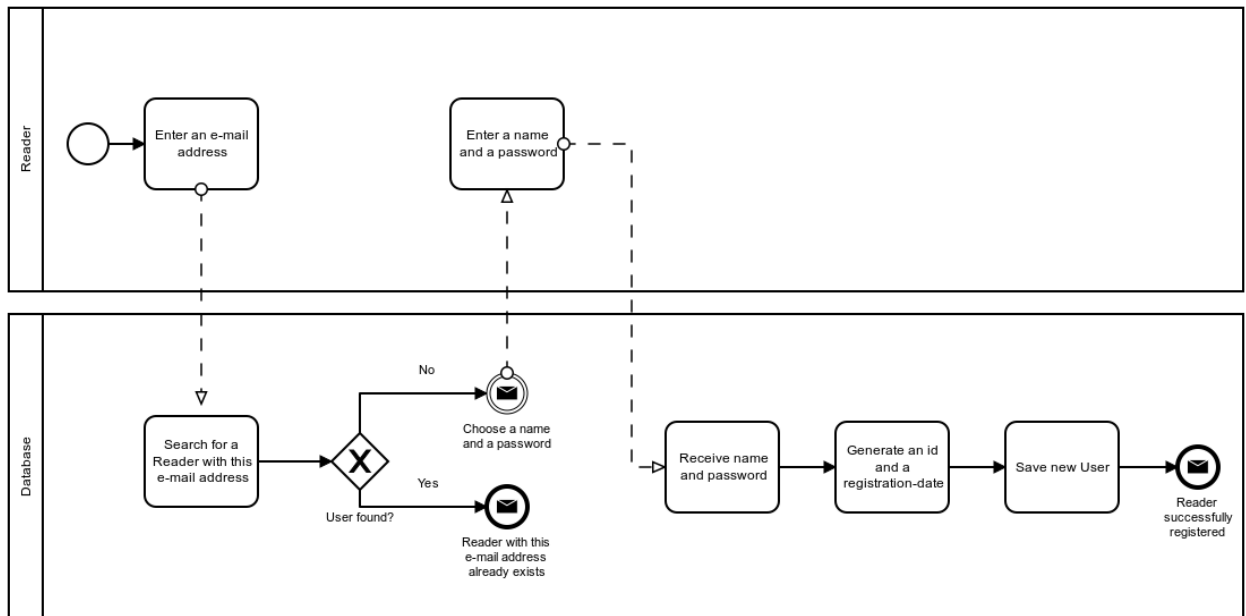 Reader
Enter an e-mail
address
Enter a name
and a password
Database
Search for a
Reader with this
e-mail address
User found?
No
Yes
Choose a name
and a password
Reader with this
e-mail address
already exists
Receive name
and password
Generate an id
and a
registration-date
Save new User
Reader
successfully
registered